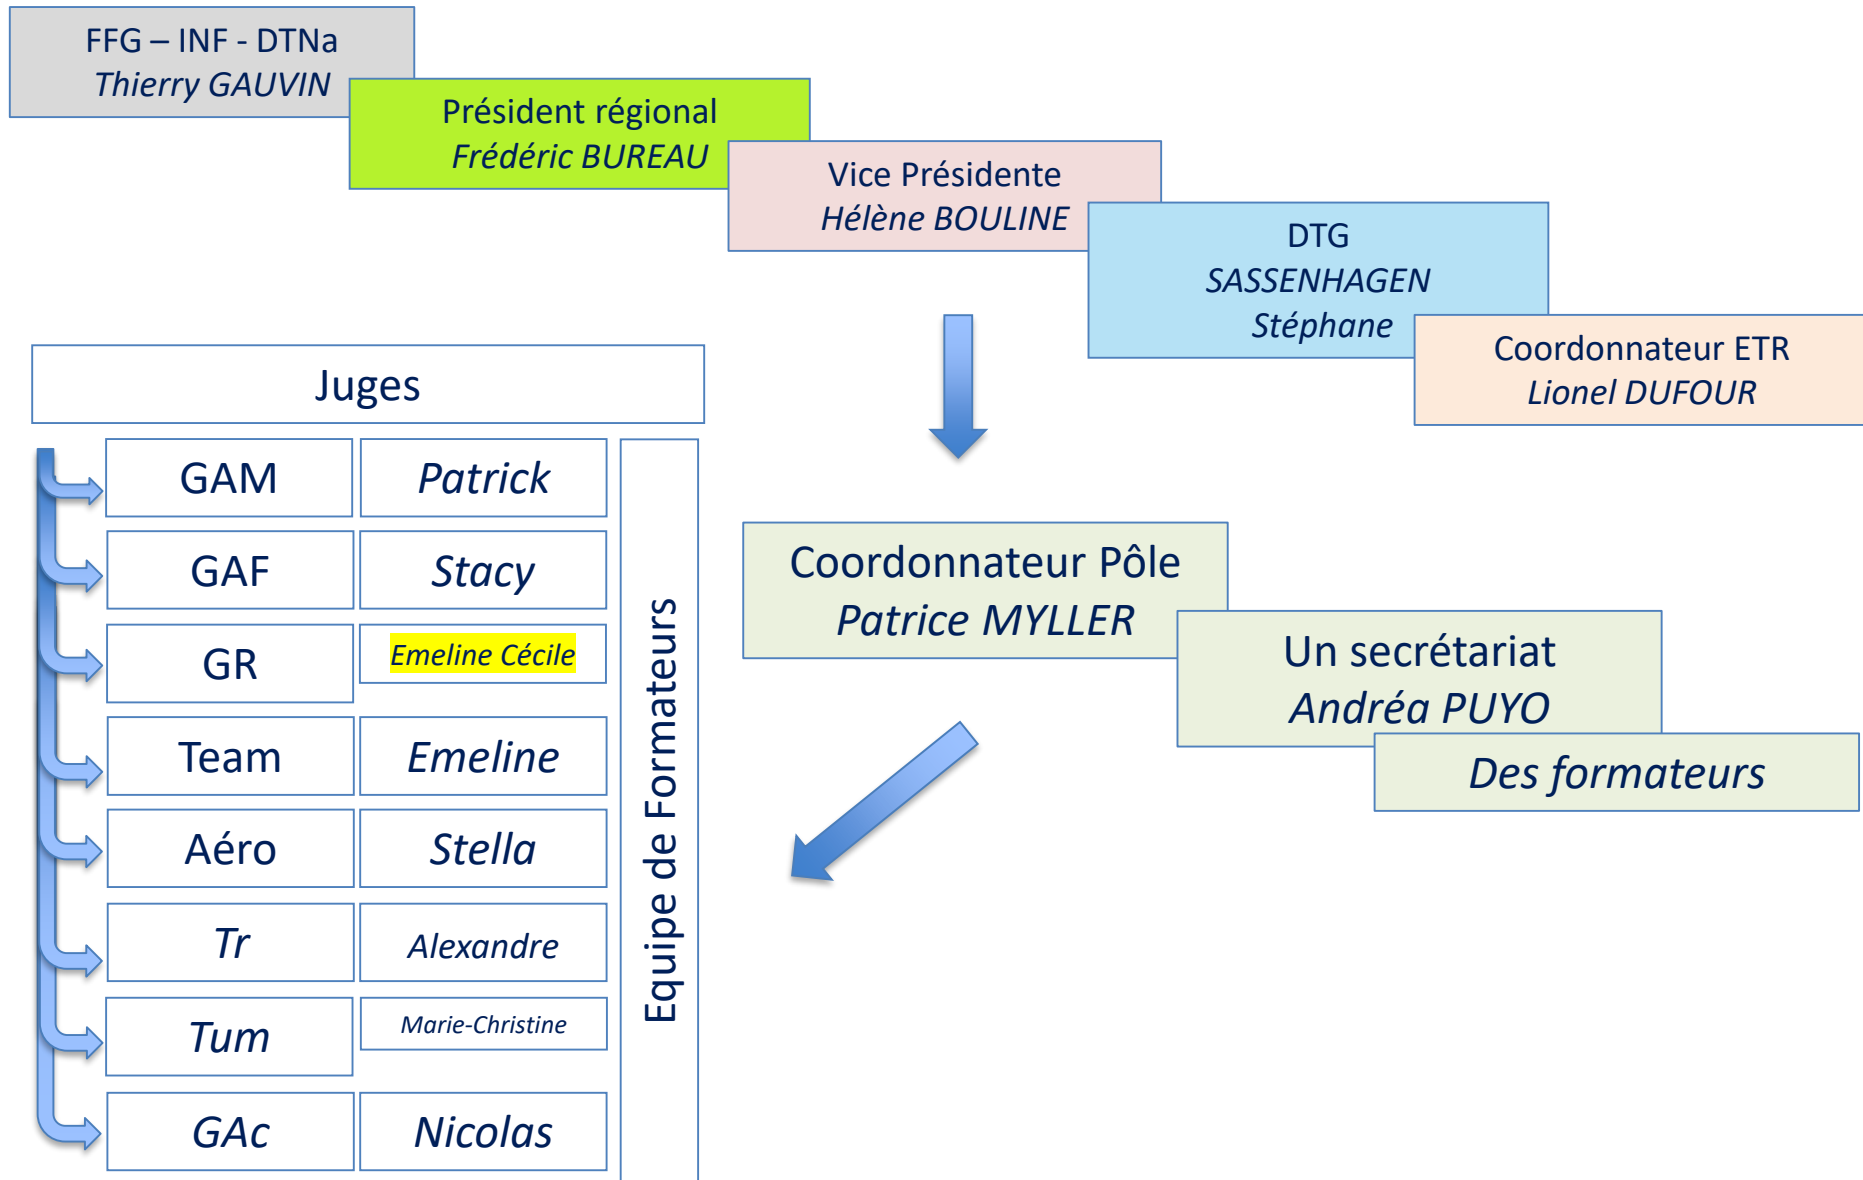 FFG – INF - DTNa
Thierry GAUVIN
Président régional
Frédéric BUREAU
Vice Présidente
Hélène BOULINE
DTG
SASSENHAGEN
Stéphane
Coordonnateur ETR
Lionel DUFOUR
Juges
GAM
Patrick
GAF
Stacy
GR
Emeline Cécile
Team
Emeline
Aéro
Stella
Tr
Alexandre
Tum
Marie-Christine
GAc
Nicolas
Equipe de Formateurs
Coordonnateur Pôle
Patrice MYLLER
Un secrétariat
Andréa PUYO
Des formateurs